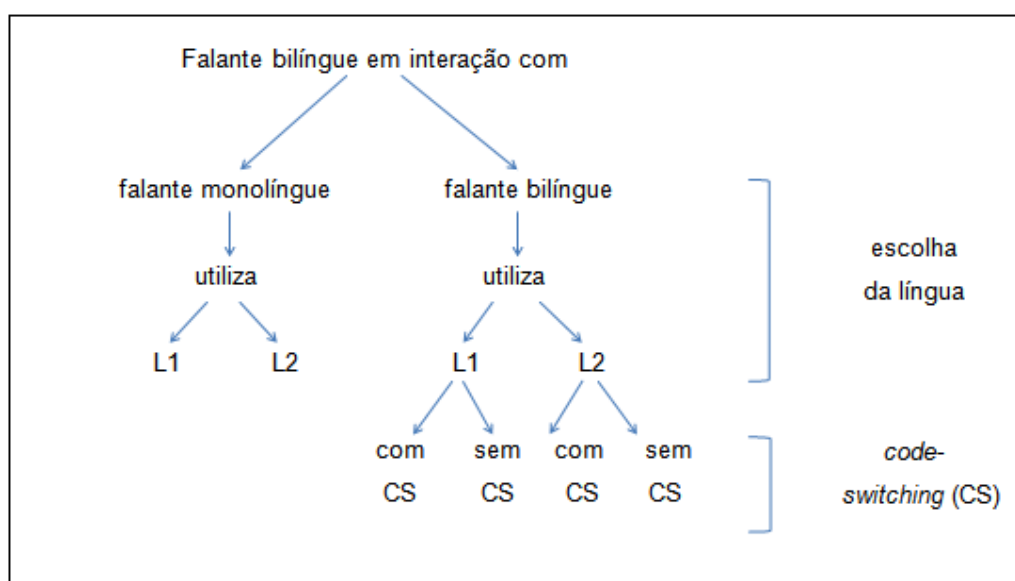 Falante bilíngue em interação com
falante monolíngue
falante bilíngue
utiliza
utiliza
escolha
da língua
L1
L2
L1
L2
com
CS
sem
CS
com
CS
sem
CS
code-
switching (CS)